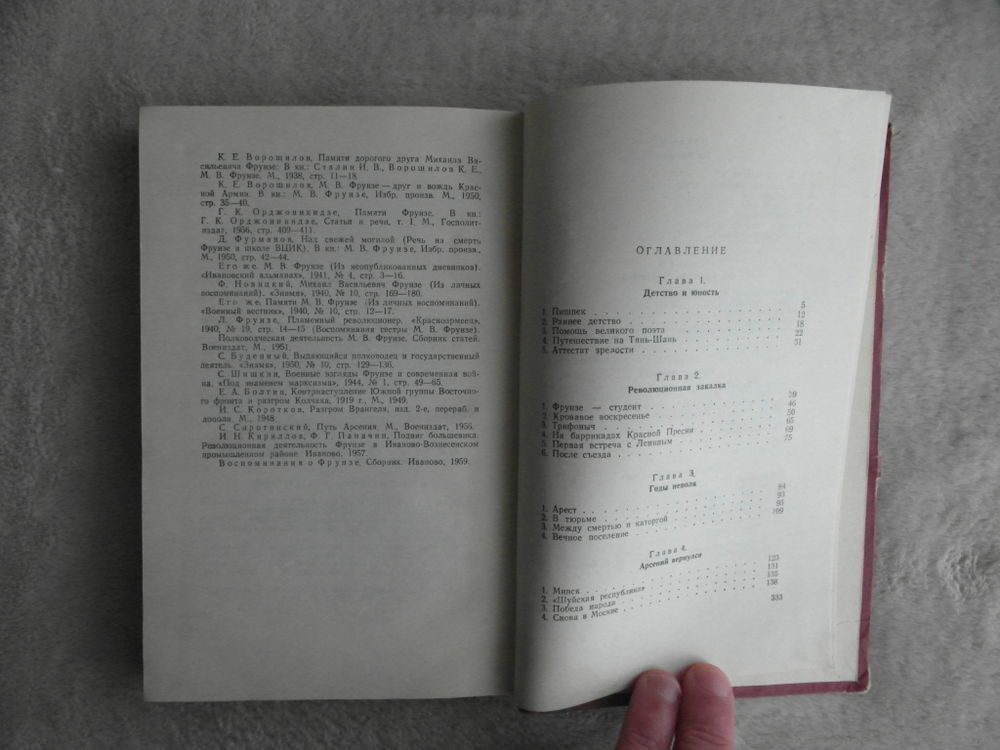 К. Е. Ворошилов, Памяти дорогого друга Михаила Ва-
сильевича Фрунзе: В кн.: Сталин И. В., Ворошилов К. Е.,
М. В. Фрунзе. М., 1938, стр. 11—18.
К. Е. Ворошилов, М. В. Фрунзе — друг и вождь Крас-
ной Армии. В кн.: М. В. Фрунзе, Избр. произв. М., 1950,
стр. 35—40.
Г. К. Орджоникидзе, Памяти Фрунзе. В кн.:
Г. К. Орджоникидзе, Статьи и речи, т. I. М., Госполит-
издат, 1956, стр. 409—411.
Д. Фурманов, Над свежей могилой (Речь на смерть
Фрунзе в школе ВЦИК). В кн.: М. В. Фрунзе, Избр. произв.,
М., 1950, стр. 42—44.
Его же, М. В. Фрунзе (Из неопубликованных дневников).
«Ивановский альманах», 1941, № 4, стр. 3—16.
Ф. Новицкий, Михаил Васильевич Фрунзе (Из личных
воспоминаний). «Знамя», 1940, № 10, стр. 169—180.
Его же, Памяти М. В. Фрунзе (Из личных воспоминаний).
«Военный вестник», 1940, № 10, стр. 12—17.
Л. Фрунзе, Пламенный революционер. «Красноармеец»,
1940, № 19, стр. 14—15 (Воспоминания сестры М. В. Фрунзе).
Полководческая деятельность М. В. Фрунзе. Сборник статей.
Воениздат, М., 1951.
С. Буденный, Выдающийся полководец и государственный
деятель. «Знамя», 1950, № 10, стр. 129—136.
С. Шишкин, Военные взгляды Фрунзе и современная вой-
на. «Под знаменем марксизма», 1944, № 1, стр. 49—65.
Е. А. Болтин, Контрнаступление Южной группы Восточно-
го фронта и разгром Колчака, 1919 г., М., 1949.
И. С. Коротков, Разгром Врангеля, изд. 2-е, перераб. и
дополн. М., 1948
С. Сиротинский, Путь Арсения. М., Воениздат, 1956.
И. Н. Кириллов, Ф. Г. Паначин, Подвиг большевика.
Революционная деятельность Фрунзе в Иваново-Вознесенском
промышленном районе. Иваново, 1957.
Воспоминания о Фрунзе, Сборник. Иваново, 1959.
ОГЛАВЛЕНИЕ
Глава 1.
Детство и юность
1. Пишпек . . . 5
2. Раннее детство . . . 12
3. Помощь великого поэта . . . 18
4. Путешествие на Тянь-Шань . . . 22
5. Аттестат зрелости . . . 31
Глава 2.
Революционная закалка
1. Фрунзе — студент . . . 39
2. Кровавое воскресенье . . . 46
3. Трифоныч . . . 50
4. На баррикадах Красной Пресни . . . 65
5. Первая встреча с Лениным . . . 69
6. После съезда . . . 75
Глава 3.
Годы неволи
1. Арест . . . 84
2. В тюрьме . . . 93
3. Между смертью и каторгой . . . 95
4. Вечное поселение . . . 109
Глава 4.
Арсений вернулся
1. Минск . . . 123
2. «Шуйская республика» . . . 131
3. Победа народа . . . 135
4. Снова в Москве . . . 138
333